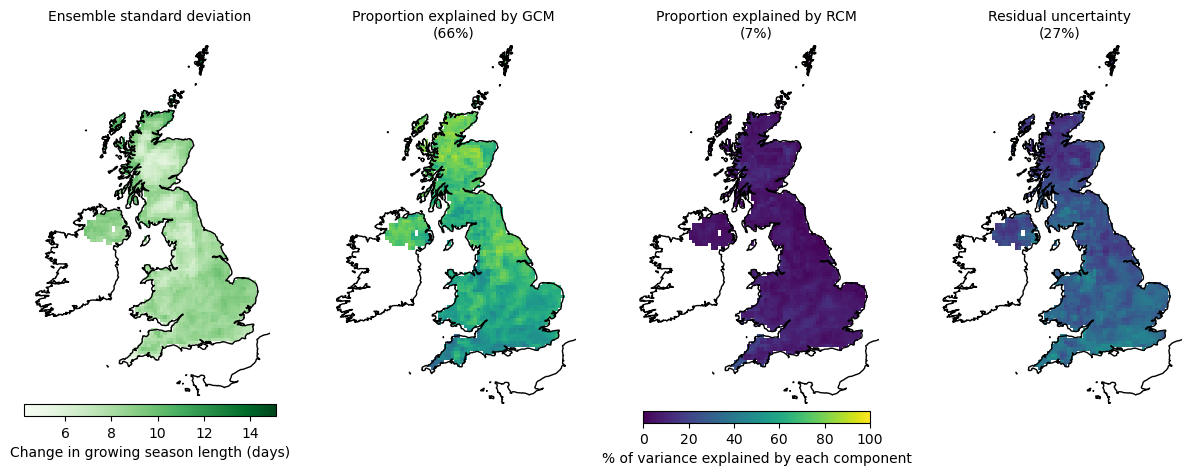 Ensemble standard deviation
Proportion explained by GCM
(66%)
Proportion explained by RCM
(7%)
Residual uncertainty
(27%)
6 8 10 12 14
Change in growing season length (days)
0 20 40 60 80 100
% of variance explained by each component